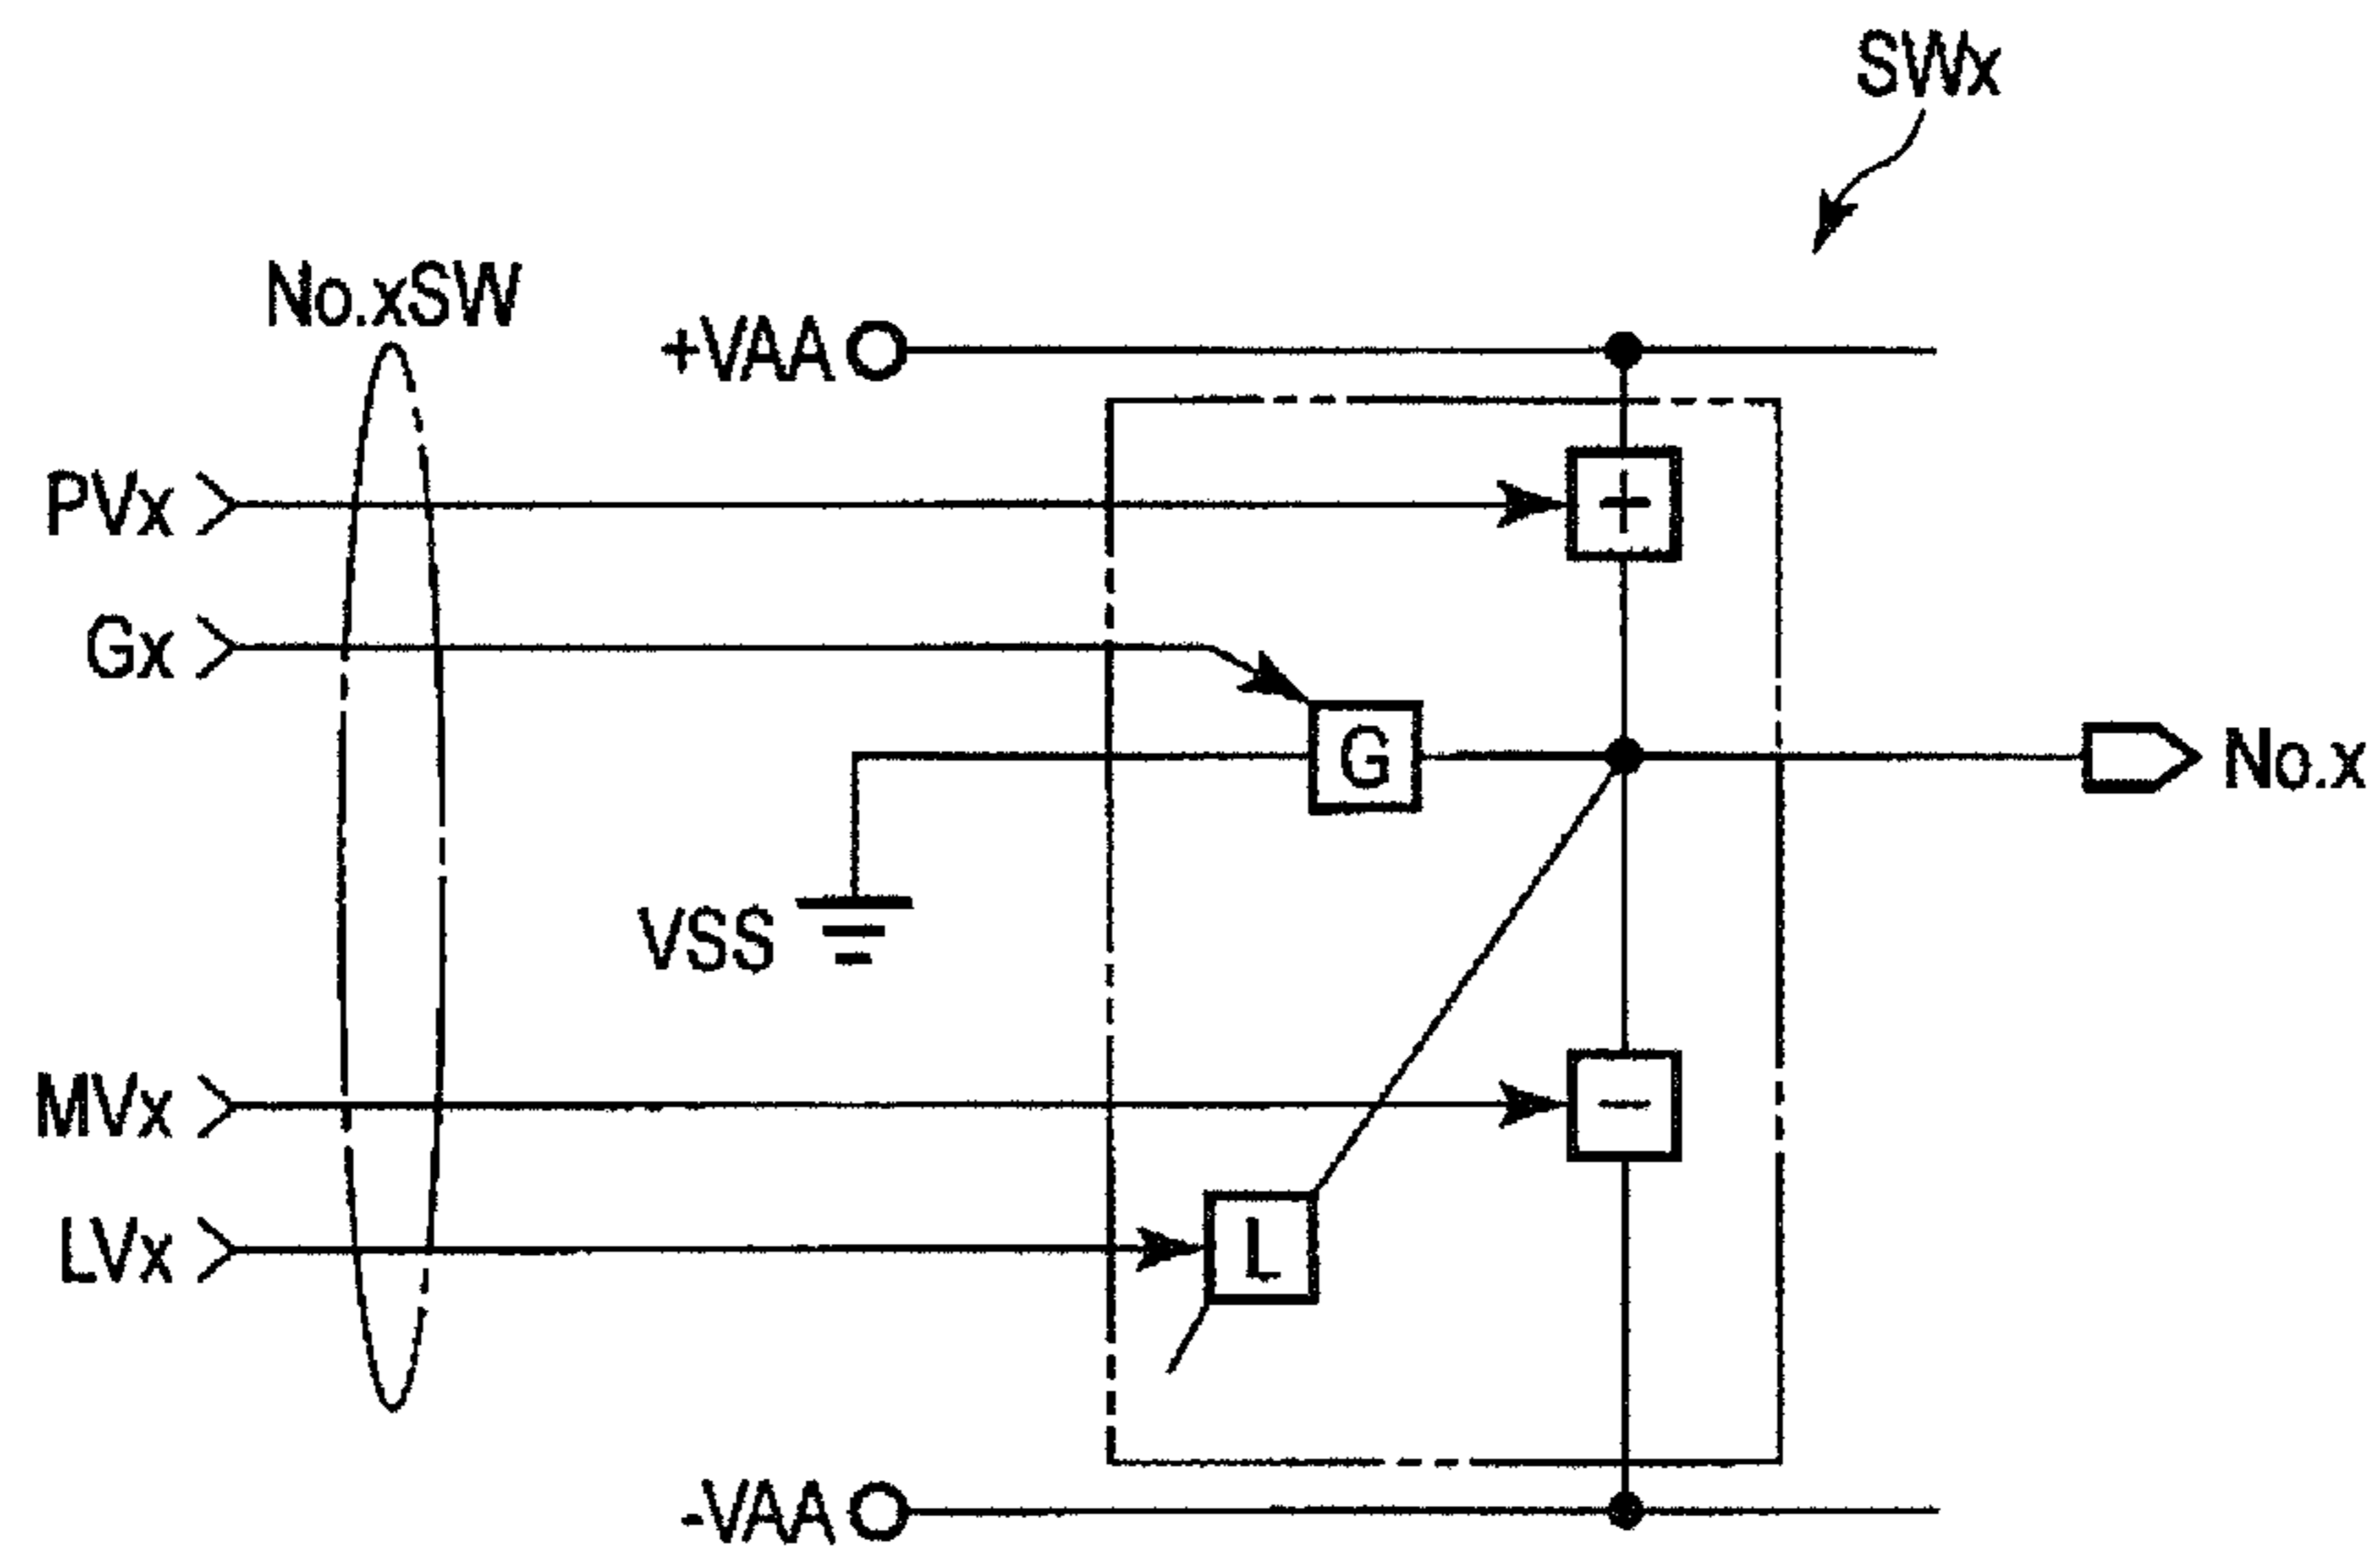 SWx
No.xSW
+VAA
PVx
+
Gx
G
No.x
VSS
MVx
-
LVx
L
-VAA